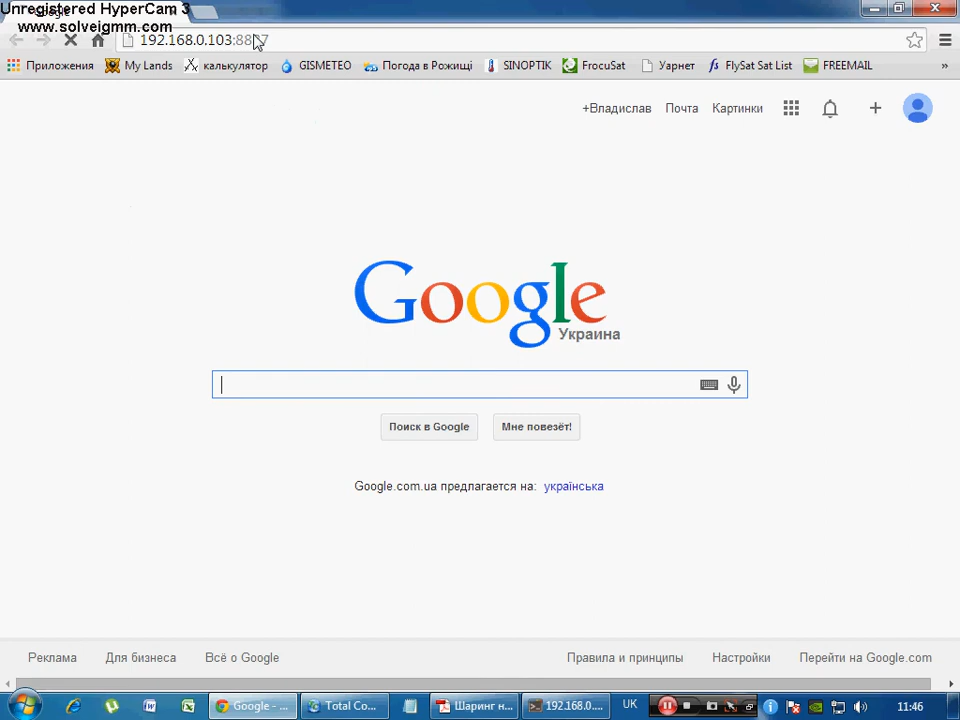 Unregistered HyperCam 3
www.solveigmm.com
192.168.0.103:88
Приложения My Lands калькулятор GISMETEO Погода в Рожищі SINOPTIK FrocuSat Уарнет FlySat Sat List FREEMAIL »
+Владислав Почта Картинки
Google
Украина
Поиск в Google Мне повезёт!
Google.com.ua предлагается на: українська
Реклама Для бизнеса Всё о Google Правила и принципы Настройки Перейти на Google.com
Google - ... Total Co... Шаринг н... 192.168.0.... UK 11:46